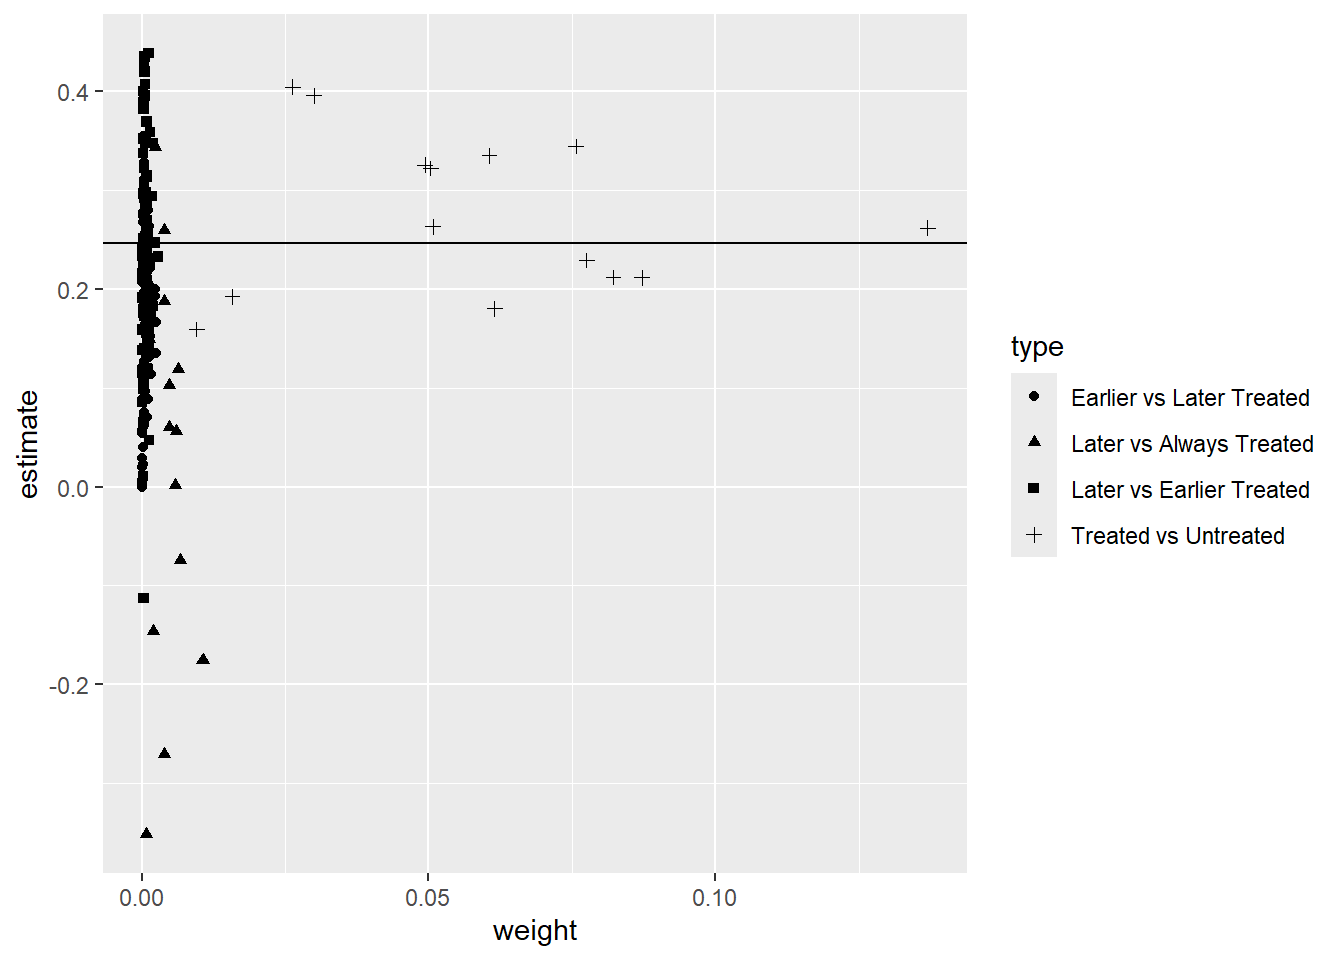 0.4
0.2
0.0
-0.2
estimate
0.00
0.05
0.10
weight
type
Earlier vs Later Treated
Later vs Always Treated
Later vs Earlier Treated
Treated vs Untreated